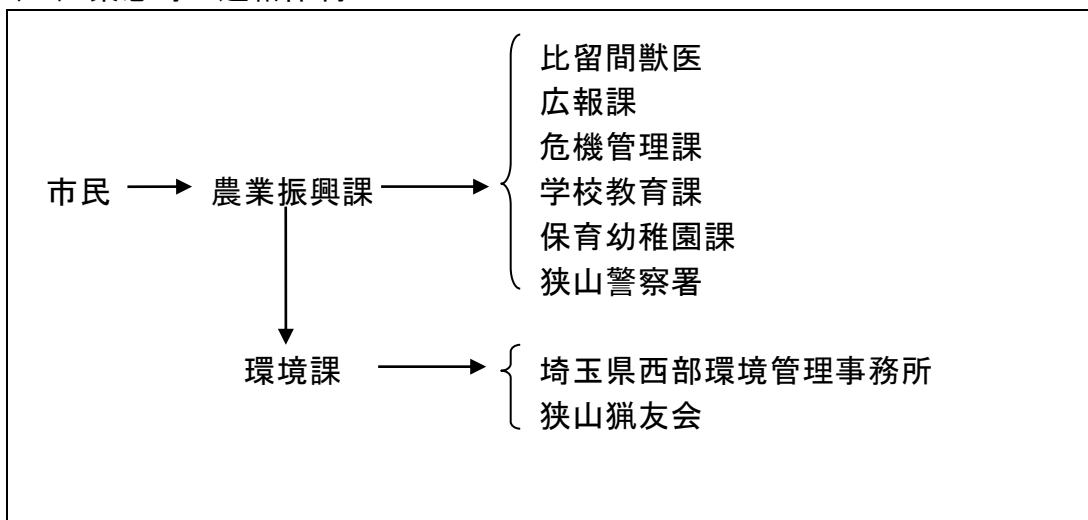 比留間獣医
広報課
危機管理課
市民 農業振興課 学校教育課
保育幼稚園課
狭山警察署
環境課 埼玉県西部環境管理事務所
狭山猟友会